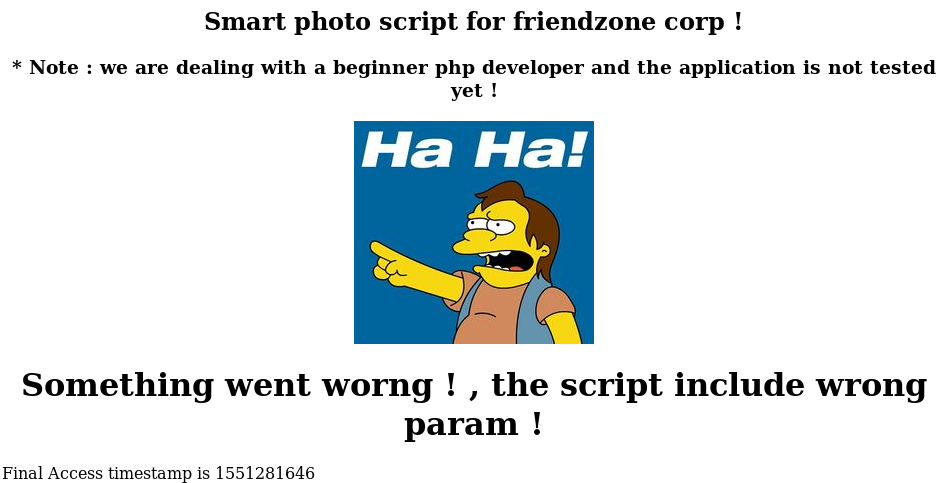 Smart photo script for friendzone corp !
* Note : we are dealing with a beginner php developer and the application is not tested
yet !
Ha Ha!
Something went worng ! , the script include wrong
param !
Final Access timestamp is 1551281646